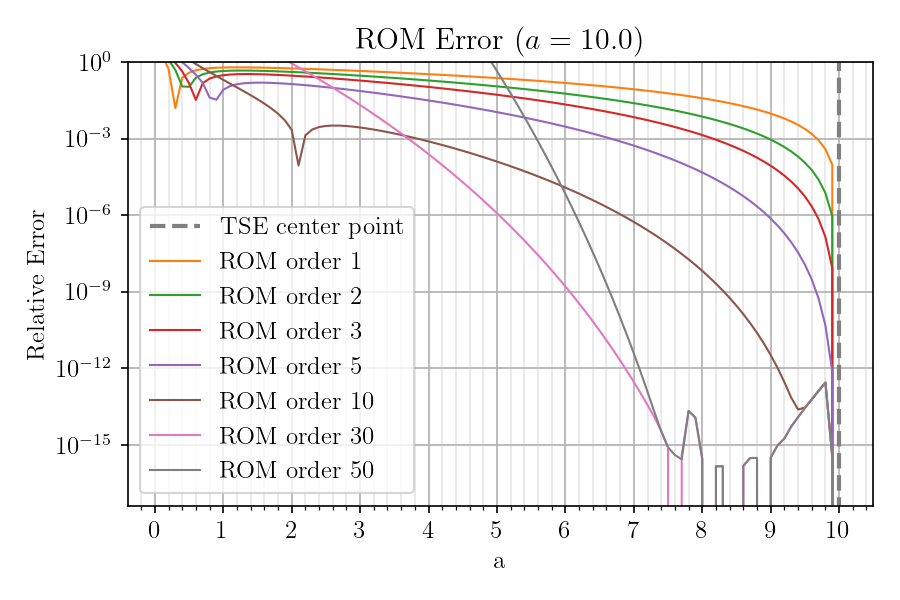 ROM Error (a = 10.0)
10⁰
10⁻³
10⁻⁶
10⁻⁹
10⁻¹²
10⁻¹⁵
Relative Error
TSE center point
ROM order 1
ROM order 2
ROM order 3
ROM order 5
ROM order 10
ROM order 30
ROM order 50
0 1 2 3 4 5 6 7 8 9 10
a